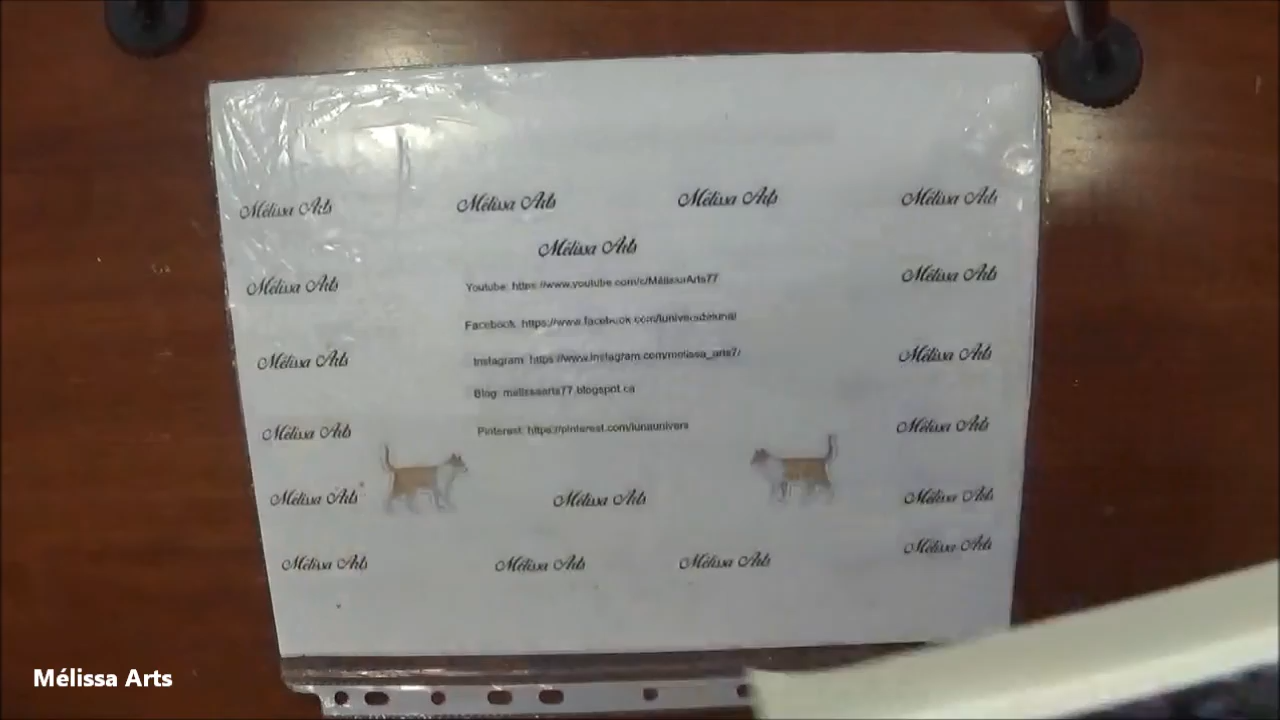 Mélissa Arts Mélissa Arts Mélissa Arts Mélissa Arts
Mélissa Arts
Mélissa Arts Youtube: https://www.youtube.com/c/MélissaArts77 Mélissa Arts
Facebook: https://www.facebook.com/
Mélissa Arts Instagram: https://www.instagram.com/melissa_arts77 Mélissa Arts
Blog: melissaarts77.blogspot.ca
Mélissa Arts Pinterest: https://pinterest.com/lunaunivers Mélissa Arts
Mélissa Arts Mélissa Arts Mélissa Arts
Mélissa Arts Mélissa Arts Mélissa Arts Mélissa Arts
Mélissa Arts